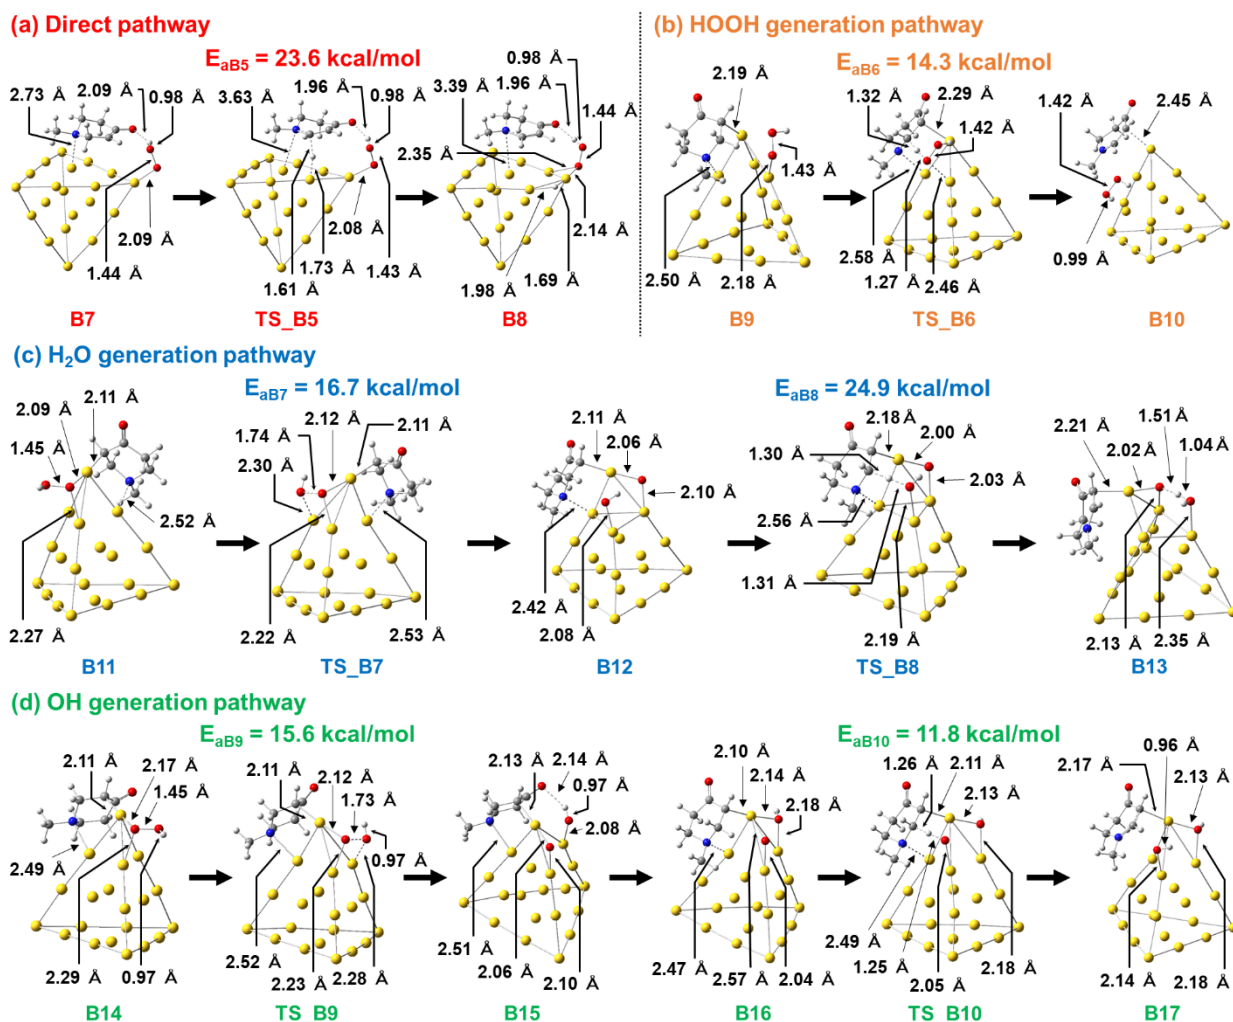 (a) Direct pathway
(b) HOOH generation pathway
E_aB5 = 23.6 kcal/mol
E_aB6 = 14.3 kcal/mol
2.73 Å
2.09 Å
0.98 Å
1.44 Å
2.09 Å
B7
3.63 Å
1.96 Å
0.98 Å
2.08 Å
1.73 Å
1.43 Å
1.61 Å
TS_B5
0.98 Å
3.39 Å
1.96 Å
1.44 Å
2.35 Å
2.14 Å
1.69 Å
1.98 Å
B8
2.19 Å
1.43 Å
2.50 Å
2.18 Å
B9
1.32 Å
2.29 Å
1.42 Å
2.58 Å
1.27 Å
2.46 Å
TS_B6
1.42 Å
2.45 Å
0.99 Å
B10
(c) H₂O generation pathway
E_aB7 = 16.7 kcal/mol
E_aB8 = 24.9 kcal/mol
2.11 Å
2.09 Å
1.45 Å
2.52 Å
2.27 Å
B11
2.12 Å
2.11 Å
1.74 Å
2.30 Å
2.22 Å
2.53 Å
TS_B7
2.11 Å
2.06 Å
2.10 Å
2.42 Å
2.08 Å
B12
2.18 Å
2.00 Å
1.30 Å
2.03 Å
2.56 Å
1.31 Å
2.19 Å
TS_B8
1.51 Å
2.21 Å
2.02 Å
1.04 Å
2.13 Å
2.35 Å
B13
(d) OH generation pathway
E_aB9 = 15.6 kcal/mol
E_aB10 = 11.8 kcal/mol
2.11 Å
2.17 Å
1.45 Å
2.49 Å
2.29 Å
0.97 Å
B14
2.11 Å
2.12 Å
1.73 Å
0.97 Å
2.52 Å
2.23 Å
2.28 Å
TS_B9
2.13 Å
2.14 Å
0.97 Å
2.08 Å
2.51 Å
2.06 Å
2.10 Å
B15
2.10 Å
2.14 Å
2.18 Å
2.47 Å
2.57 Å
2.04 Å
B16
1.26 Å
2.11 Å
2.13 Å
2.49 Å
1.25 Å
2.05 Å
2.18 Å
TS_B10
0.96 Å
2.17 Å
2.13 Å
2.14 Å
2.18 Å
B17